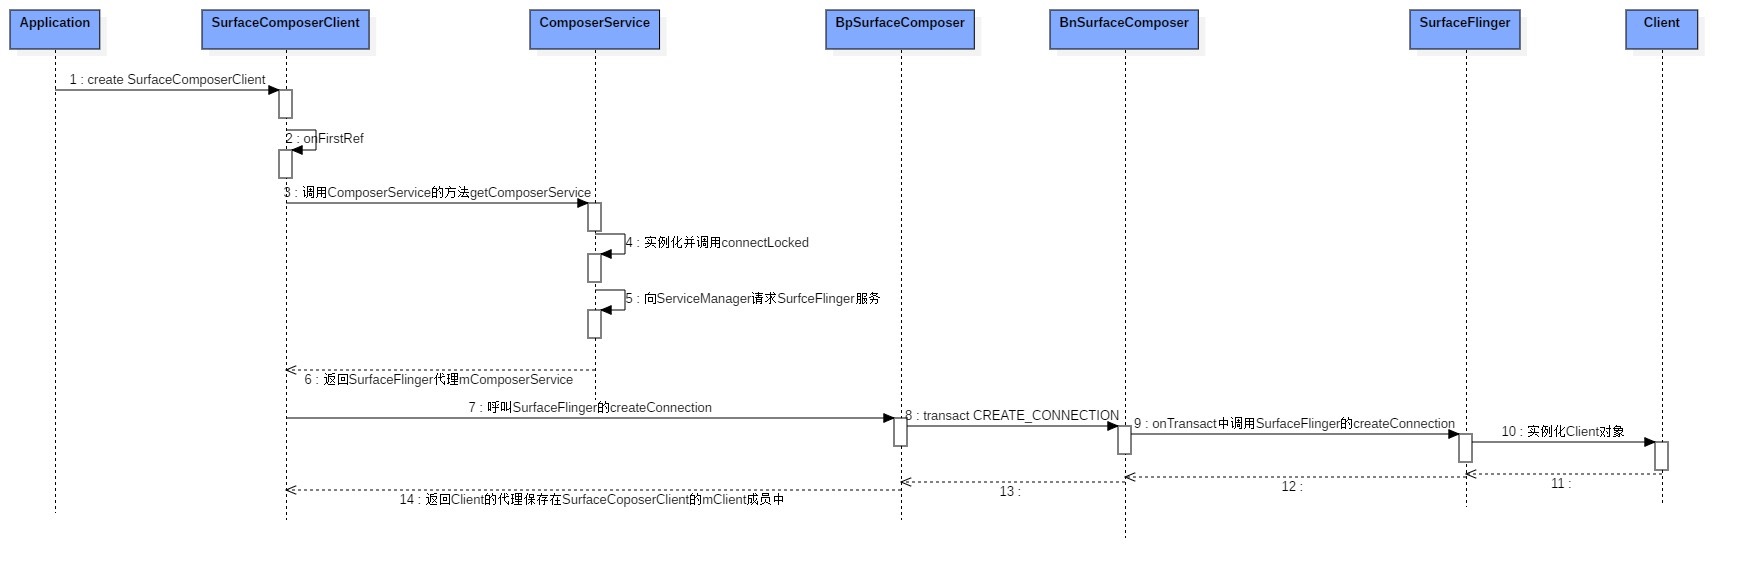 Application
SurfaceComposerClient
ComposerService
BpSurfaceComposer
BnSurfaceComposer
SurfaceFlinger
Client
1 : create SurfaceComposerClient
2 : onFirstRef
3 : 调用ComposerService的方法getComposerService
4 : 实例化并调用connectLocked
5 : 向ServiceManager请求SurfceFlinger服务
6 : 返回SurfaceFlinger代理mComposerService
7 : 呼叫SurfaceFlinger的createConnection
8 : transact CREATE_CONNECTION
9 : onTransact中调用SurfaceFlinger的createConnection
10 : 实例化Client对象
11 :
12 :
13 :
14 : 返回Client的代理保存在SurfaceCoposerClient的mClient成员中